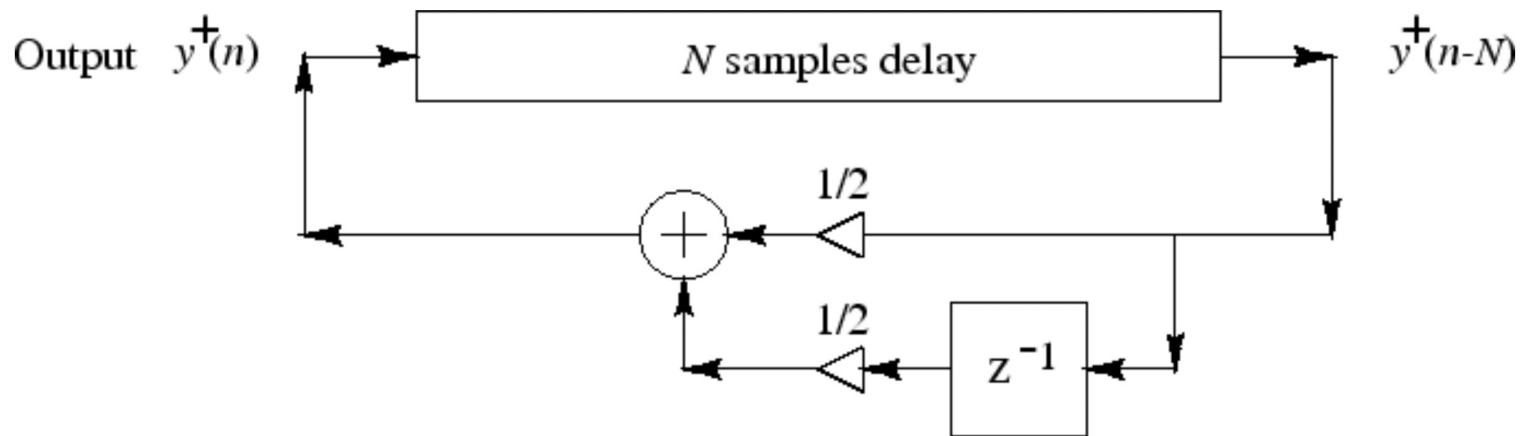 Output y⁺(n)
N samples delay
y⁺(n-N)
1/2
+
1/2
z⁻¹